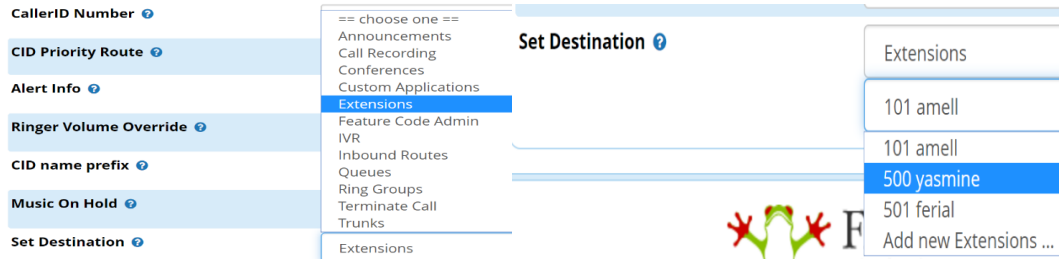 CallerID Number
CID Priority Route
Alert Info
Ringer Volume Override
CID name prefix
Music On Hold
Set Destination
== choose one ==
Announcements
Call Recording
Conferences
Custom Applications
Extensions
Feature Code Admin
IVR
Inbound Routes
Queues
Ring Groups
Terminate Call
Trunks
Extensions
Set Destination
Extensions
101 amell
101 amell
500 yasmine
501 ferial
Add new Extensions ...
F